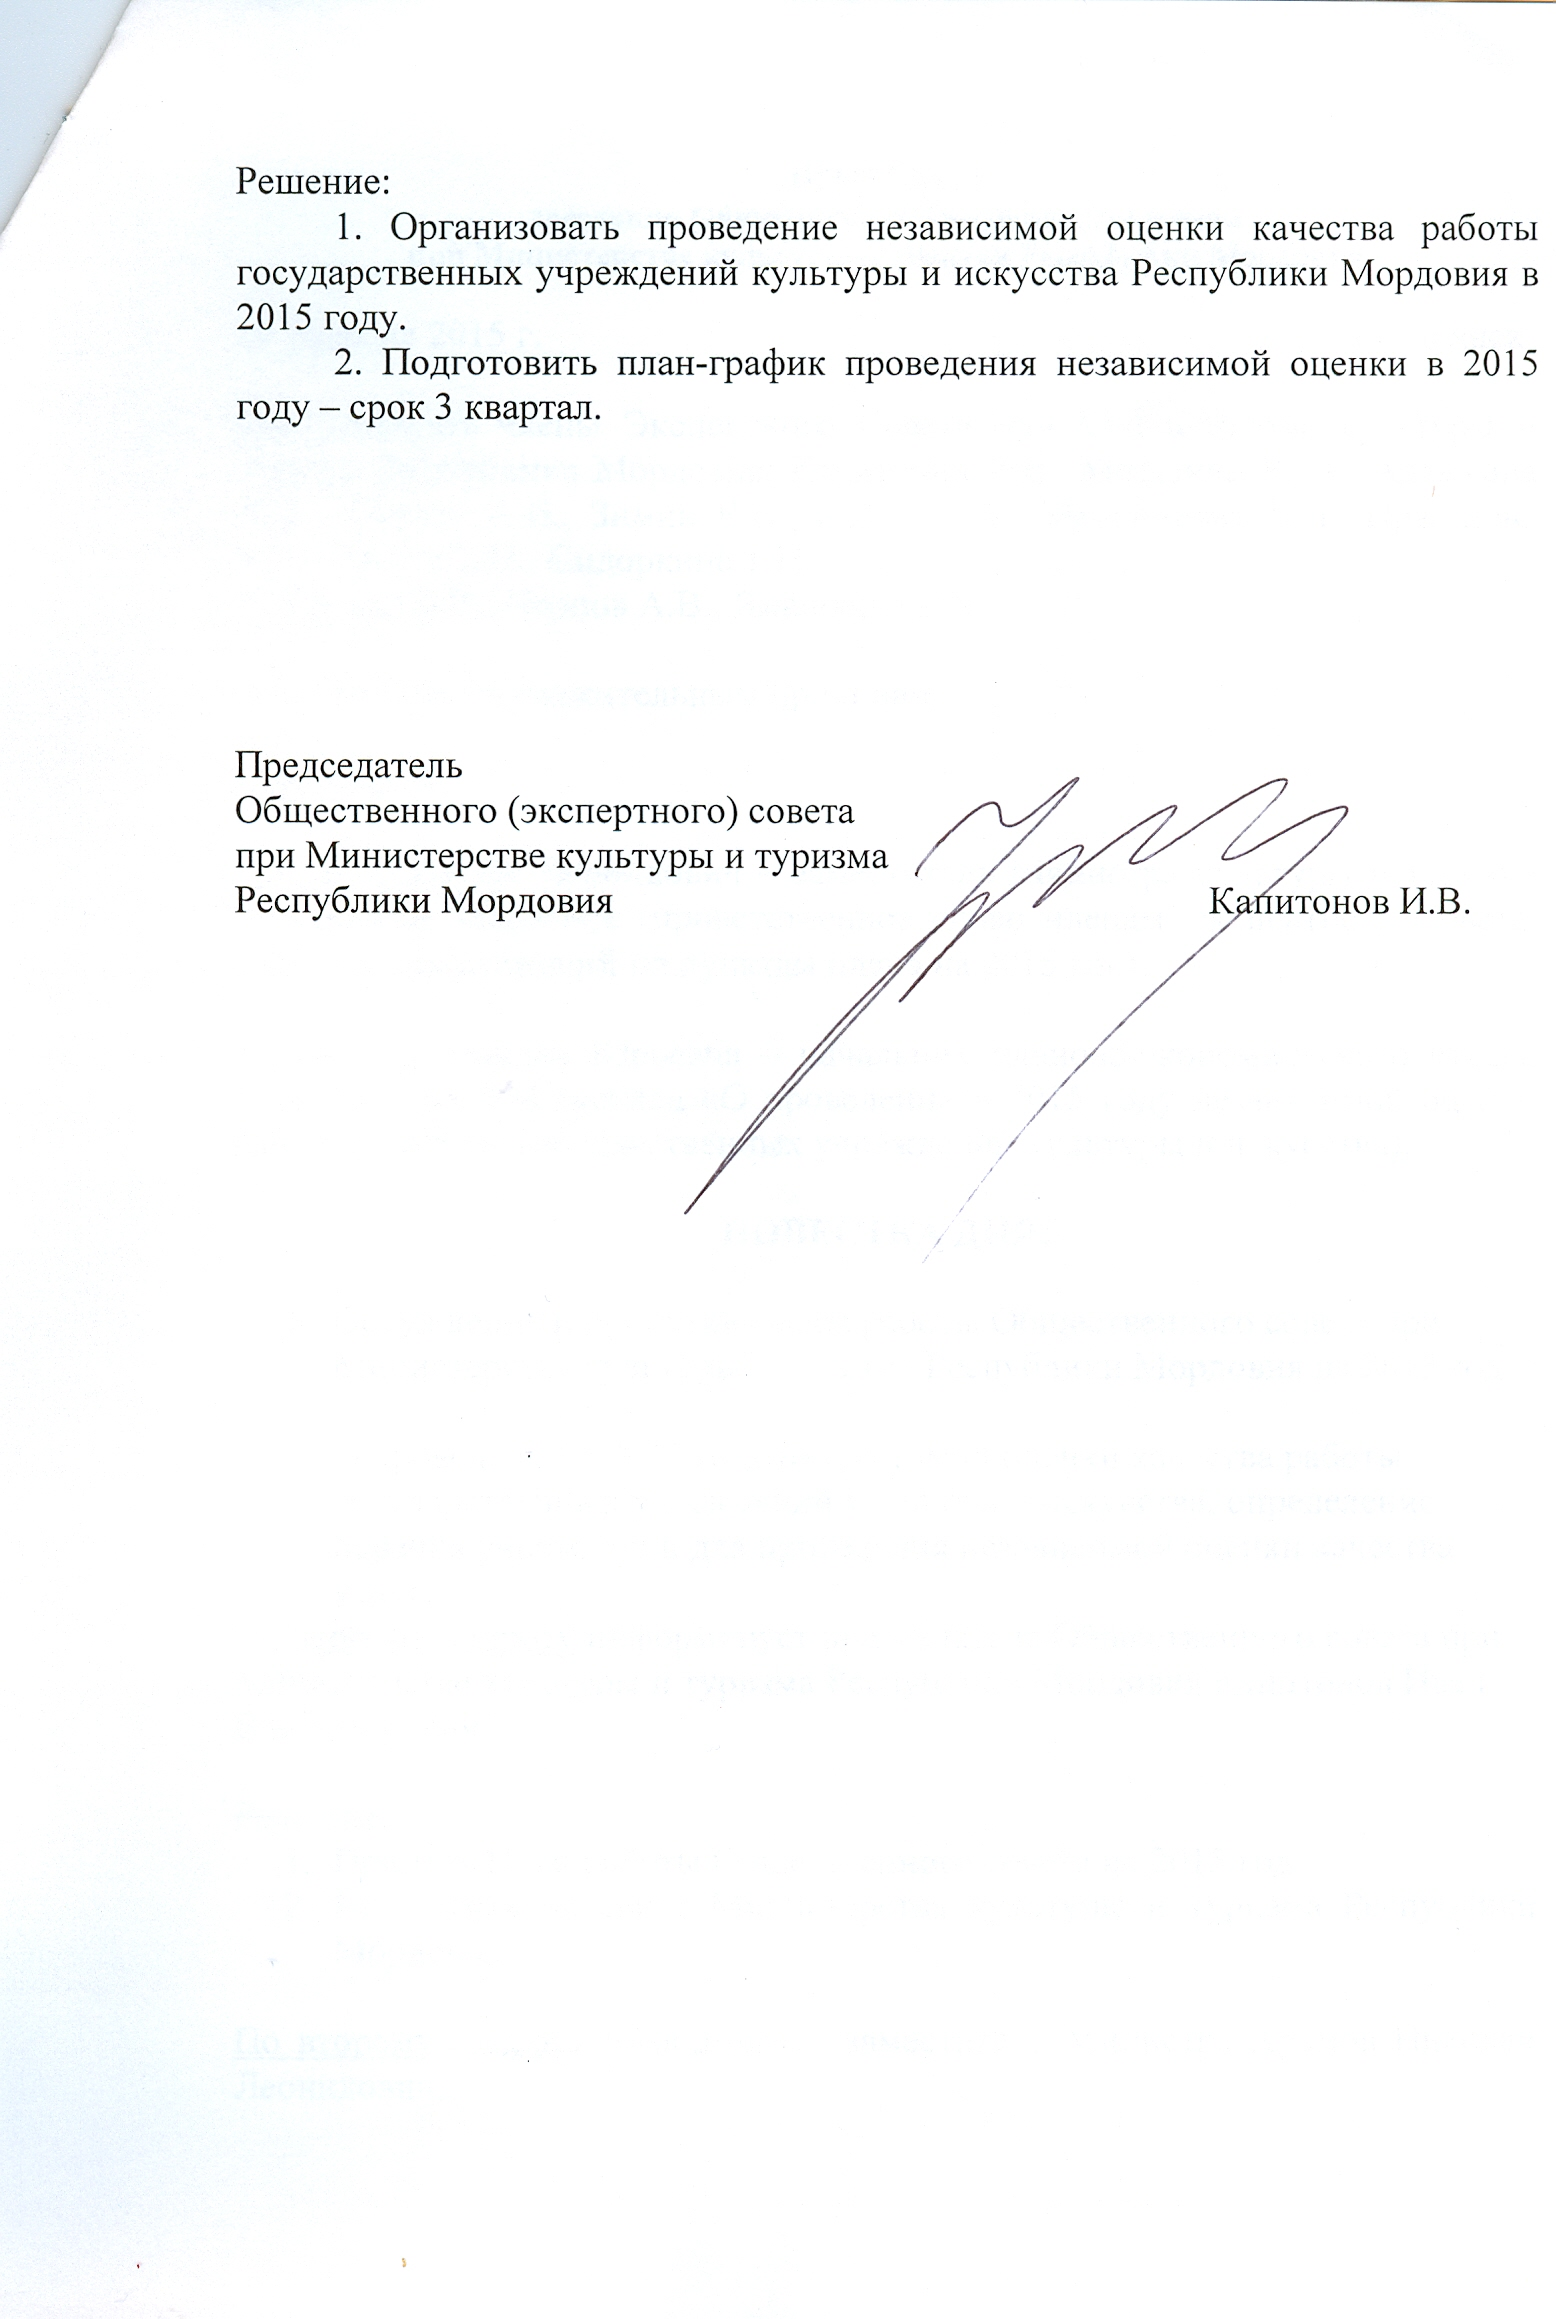 Решение:
1. Организовать проведение независимой оценки качества работы
государственных учреждений культуры и искусства Республики Мордовия в
2015 году.
2. Подготовить план-график проведения независимой оценки в 2015
году – срок 3 квартал.
Председатель
Общественного (экспертного) совета
при Министерстве культуры и туризма
Республики Мордовия Капитонов И.В.